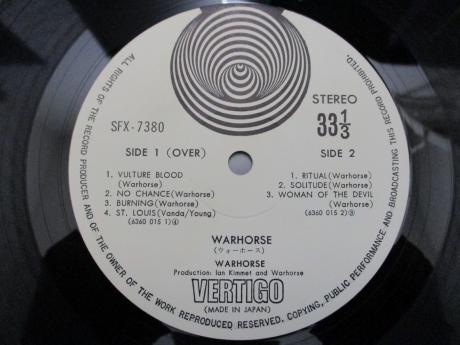 STEREO
SFX-7380
33 1/3
SIDE 1 (OVER)
SIDE 2
1. VULTURE BLOOD
(Warhorse)
2. NO CHANCE(Warhorse)
3. BURNING(Warhorse)
4. ST. LOUIS(Vanda/Young)
(6360 015 1)④
1. RITUAL(Warhorse)
2. SOLITUDE(Warhorse)
3. WOMAN OF THE DEVIL
(Warhorse)
(6360 015 2)③
WARHORSE
(ウォーホース)
WARHORSE
Production: Ian Kimmet and Warhorse
VERTIGO
(MADE IN JAPAN)
ALL RIGHTS OF THE RECORD PRODUCER AND OF THE OWNER OF THE WORK REPRODUCED RESERVED. COPYING, PUBLIC PERFORMANCE AND BROADCASTING THIS RECORD PROHIBITED.